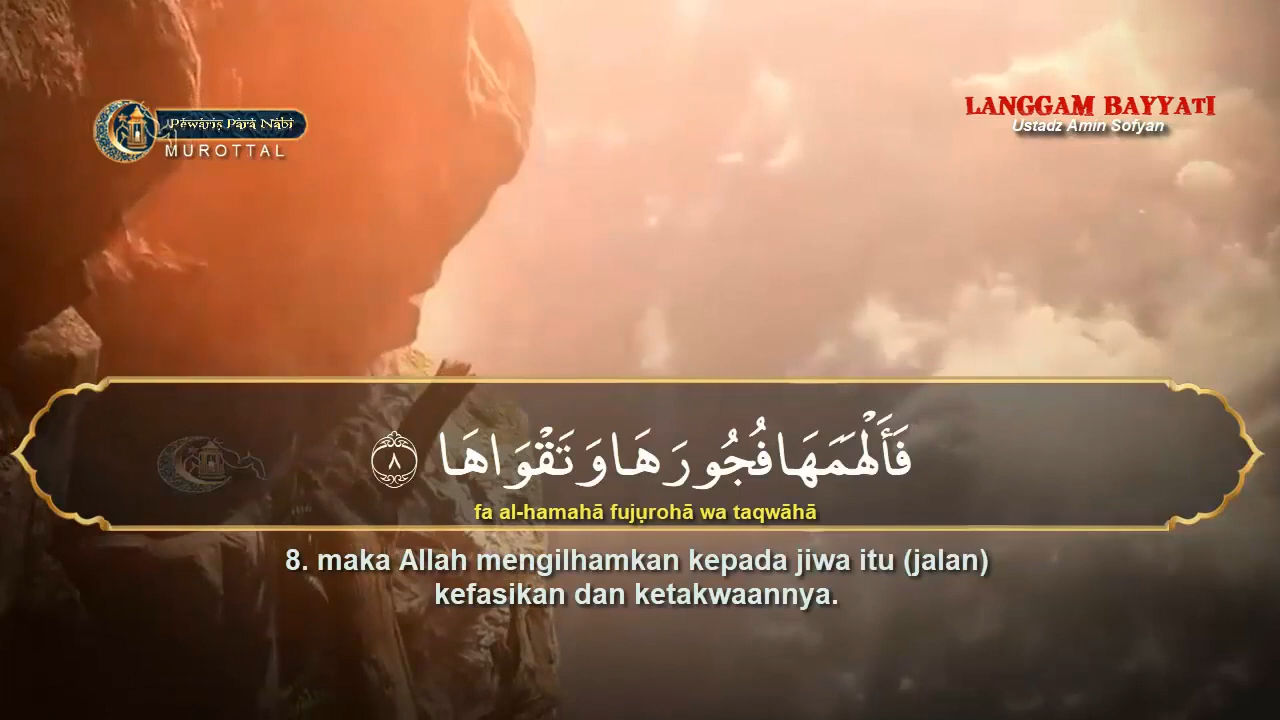 Pewaris Para Nabi
MUROTTAL
LANGGAM BAYYATI
Ustadz Amin Sofyan
فَأَلْهَمَهَا فُجُورَهَا وَتَقْوَاهَا ٨
fa al-hamahā fujụrohā wa taqwāhā
8. maka Allah mengilhamkan kepada jiwa itu (jalan)
kefasikan dan ketakwaannya.